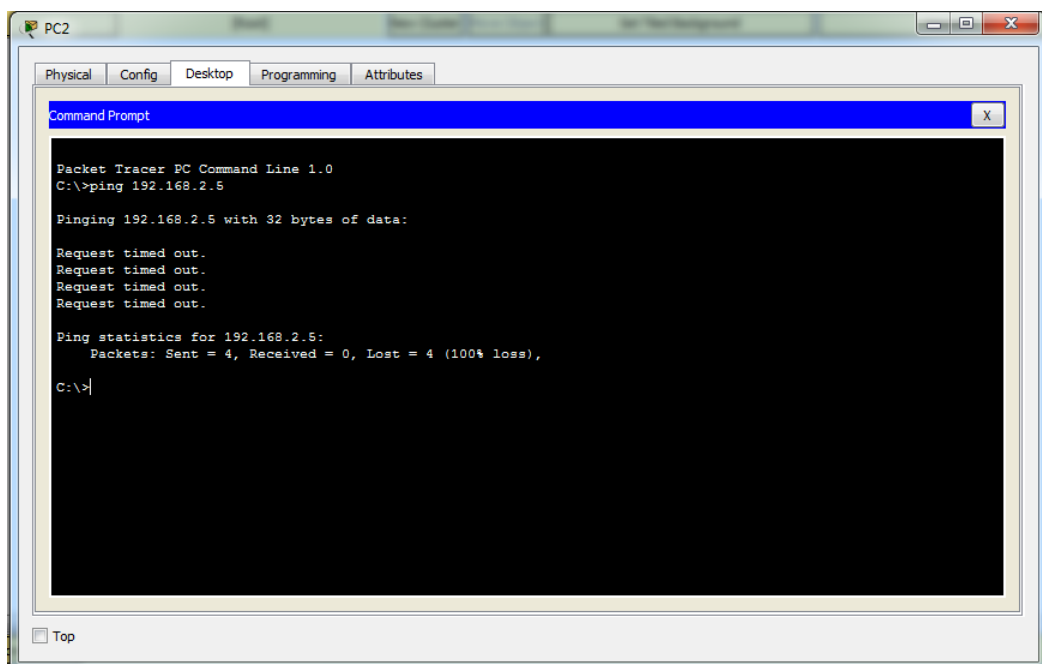 PC2
Physical
Config
Desktop
Programming
Attributes
Command Prompt
X
Packet Tracer PC Command Line 1.0
C:\>ping 192.168.2.5
Pinging 192.168.2.5 with 32 bytes of data:
Request timed out.
Request timed out.
Request timed out.
Request timed out.
Ping statistics for 192.168.2.5:
Packets: Sent = 4, Received = 0, Lost = 4 (100% loss),
C:\>
Top